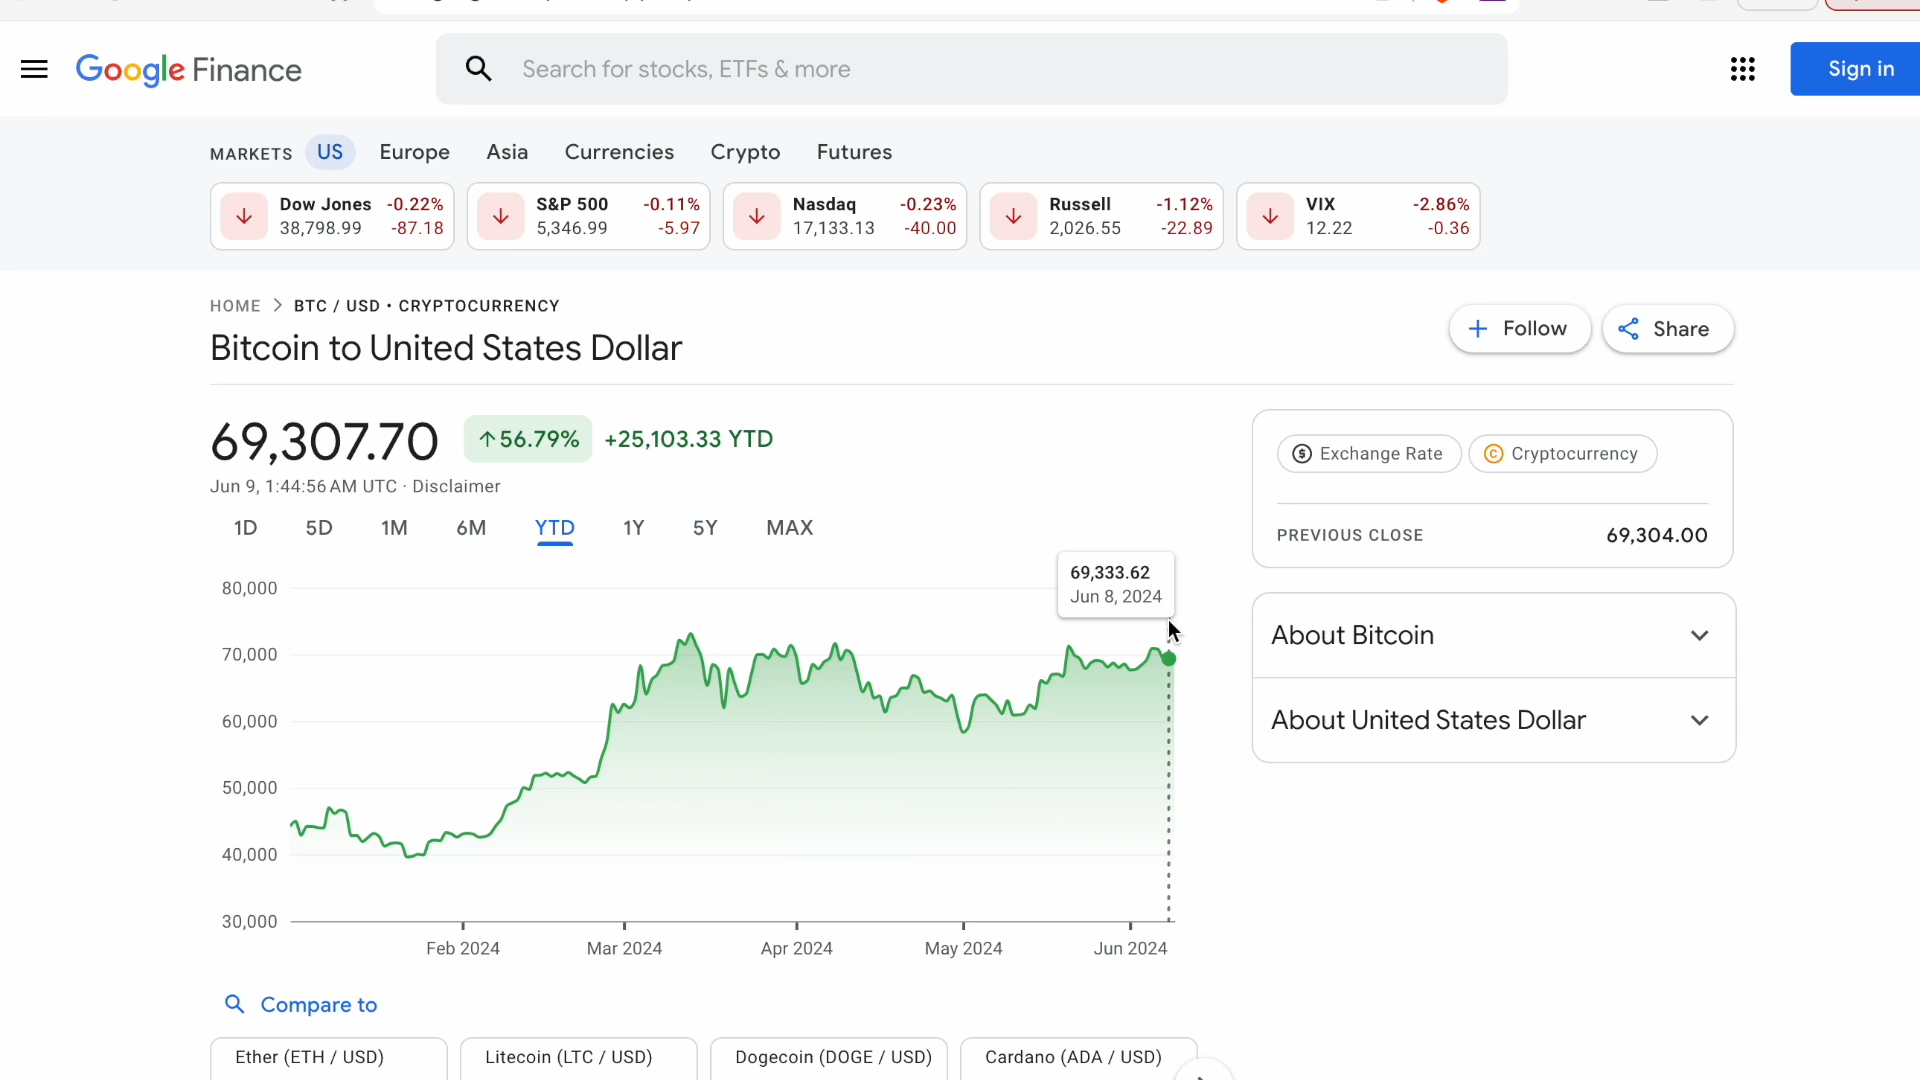 Google Finance
Search for stocks, ETFs & more
Sign in
MARKETS US Europe Asia Currencies Crypto Futures
Dow Jones -0.22%
38,798.99 -87.18
S&P 500 -0.11%
5,346.99 -5.97
Nasdaq -0.23%
17,133.13 -40.00
Russell -1.12%
2,026.55 -22.89
VIX -2.86%
12.22 -0.36
HOME > BTC / USD • CRYPTOCURRENCY
Bitcoin to United States Dollar
Follow
Share
69,307.70 ↑56.79% +25,103.33 YTD
Jun 9, 1:44:56 AM UTC · Disclaimer
1D 5D 1M 6M YTD 1Y 5Y MAX
69,333.62
Jun 8, 2024
80,000
70,000
60,000
50,000
40,000
30,000
Feb 2024 Mar 2024 Apr 2024 May 2024 Jun 2024
Exchange Rate
Cryptocurrency
PREVIOUS CLOSE 69,304.00
About Bitcoin
About United States Dollar
Compare to
Ether (ETH / USD)
Litecoin (LTC / USD)
Dogecoin (DOGE / USD)
Cardano (ADA / USD)